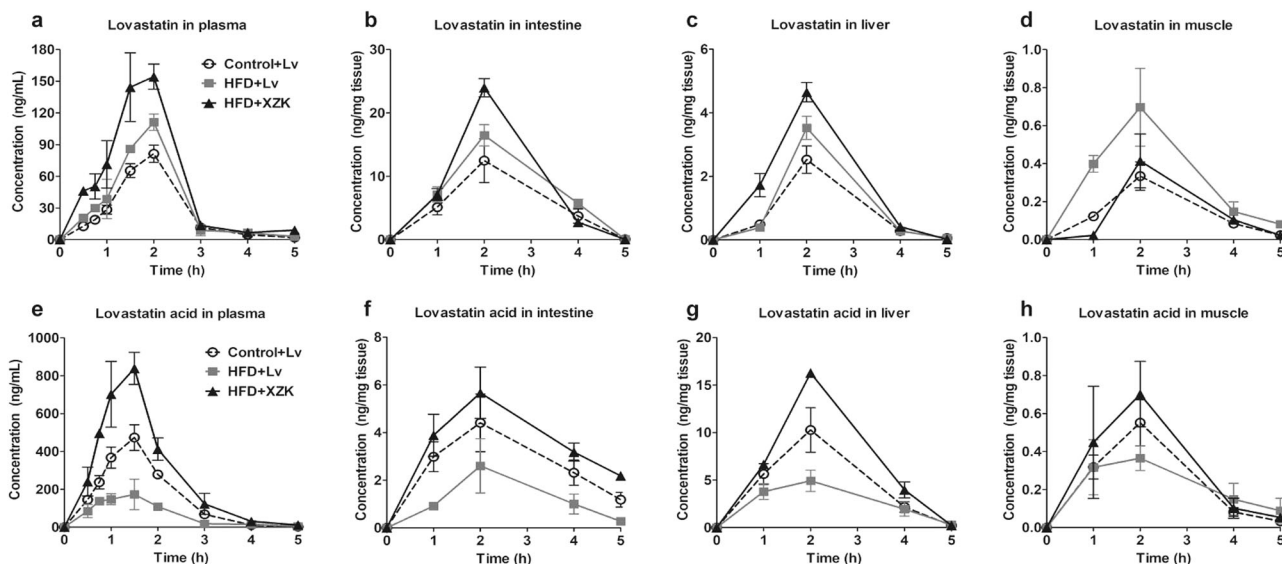 a Lovastatin in plasma
Concentration (ng/mL)
180
150
120
90
60
30
0
Control+Lv
HFD+Lv
HFD+XZK
0 1 2 3 4 5
Time (h)
b Lovastatin in intestine
Concentration (ng/mg tissue)
30
20
10
0
0 1 2 3 4 5
Time (h)
c Lovastatin in liver
Concentration (ng/mg tissue)
6
4
2
0
0 1 2 3 4 5
Time (h)
d Lovastatin in muscle
Concentration (ng/mg tissue)
1.0
0.8
0.6
0.4
0.2
0.0
0 1 2 3 4 5
Time (h)
e Lovastatin acid in plasma
Concentration (ng/mL)
1000
800
600
400
200
0
Control+Lv
HFD+Lv
HFD+XZK
0 1 2 3 4 5
Time (h)
f Lovastatin acid in intestine
Concentration (ng/mg tissue)
8
6
4
2
0
0 1 2 3 4 5
Time (h)
g Lovastatin acid in liver
Concentration (ng/mg tissue)
20
15
10
5
0
0 1 2 3 4 5
Time (h)
h Lovastatin acid in muscle
Concentration (ng/mg tissue)
1.0
0.8
0.6
0.4
0.2
0.0
0 1 2 3 4 5
Time (h)